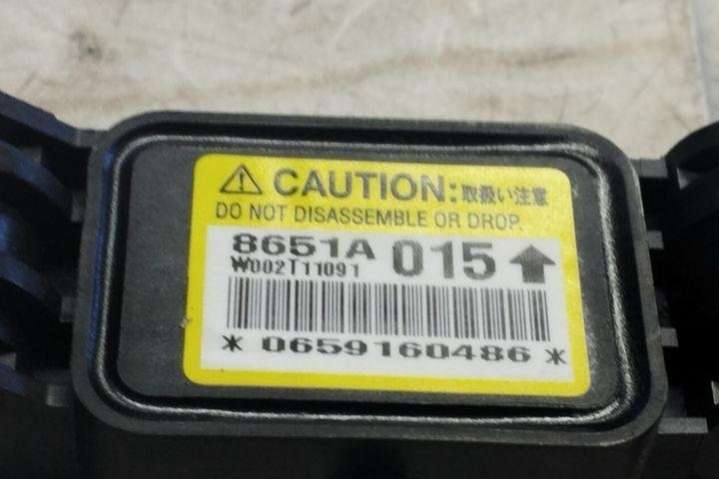 CAUTION:取扱い注意
DO NOT DISASSEMBLE OR DROP.
8651A 015
W002T11091
* 0659160486 *